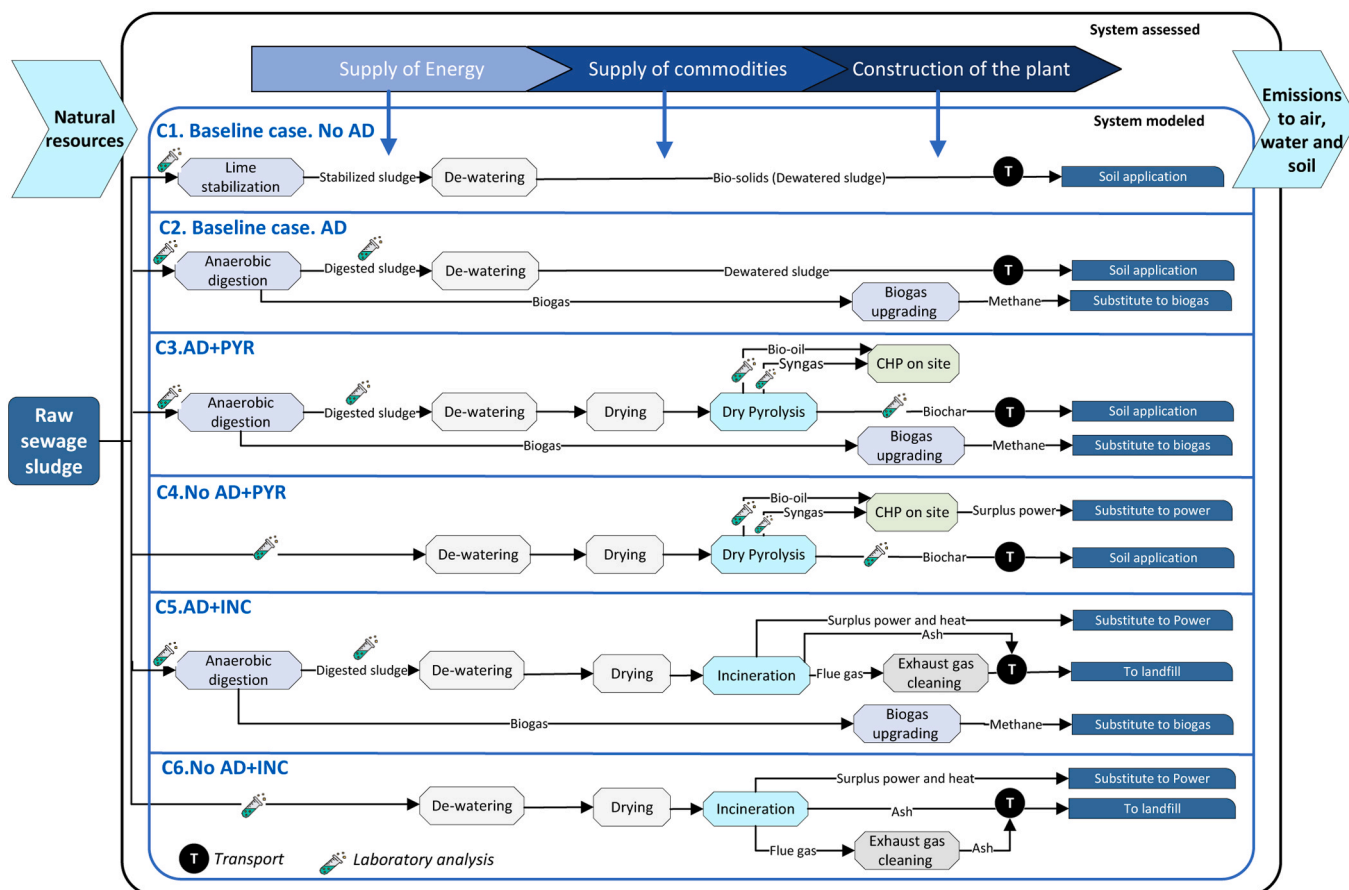 System assessed
Supply of Energy
Supply of commodities
Construction of the plant
Natural
resources
Emissions
to air,
water and
soil
System modeled
C1. Baseline case. No AD
Lime
stabilization
Stabilized sludge
De-watering
Bio-solids (Dewatered sludge)
T
Soil application
C2. Baseline case. AD
Anaerobic
digestion
Digested sludge
De-watering
Dewatered sludge
T
Soil application
Biogas
Biogas
upgrading
Methane
Substitute to biogas
C3.AD+PYR
Bio-oil
Syngas
CHP on site
Anaerobic
digestion
Digested sludge
De-watering
Drying
Dry Pyrolysis
Biochar
T
Soil application
Biogas
Biogas
upgrading
Methane
Substitute to biogas
Raw
sewage
sludge
C4.No AD+PYR
Bio-oil
Syngas
CHP on site
Surplus power
Substitute to power
De-watering
Drying
Dry Pyrolysis
Biochar
T
Soil application
C5.AD+INC
Surplus power and heat
Substitute to Power
Ash
Anaerobic
digestion
Digested sludge
De-watering
Drying
Incineration
Flue gas
Exhaust gas
cleaning
T
To landfill
Biogas
Biogas
upgrading
Methane
Substitute to biogas
C6.No AD+INC
Surplus power and heat
Substitute to Power
De-watering
Drying
Incineration
Ash
T
To landfill
Flue gas
Exhaust gas
cleaning
Ash
T
Transport
Laboratory analysis